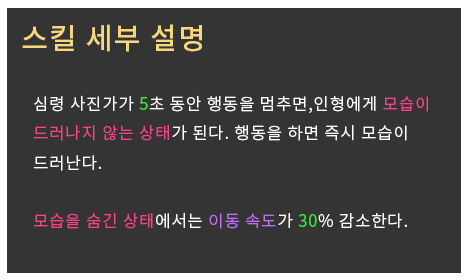 스킬 세부 설명
심령 사진가가 5초 동안 행동을 멈추면,인형에게 모습이
드러나지 않는 상태가 된다. 행동을 하면 즉시 모습이
드러난다.
모습을 숨긴 상태에서는 이동 속도가 30% 감소한다.